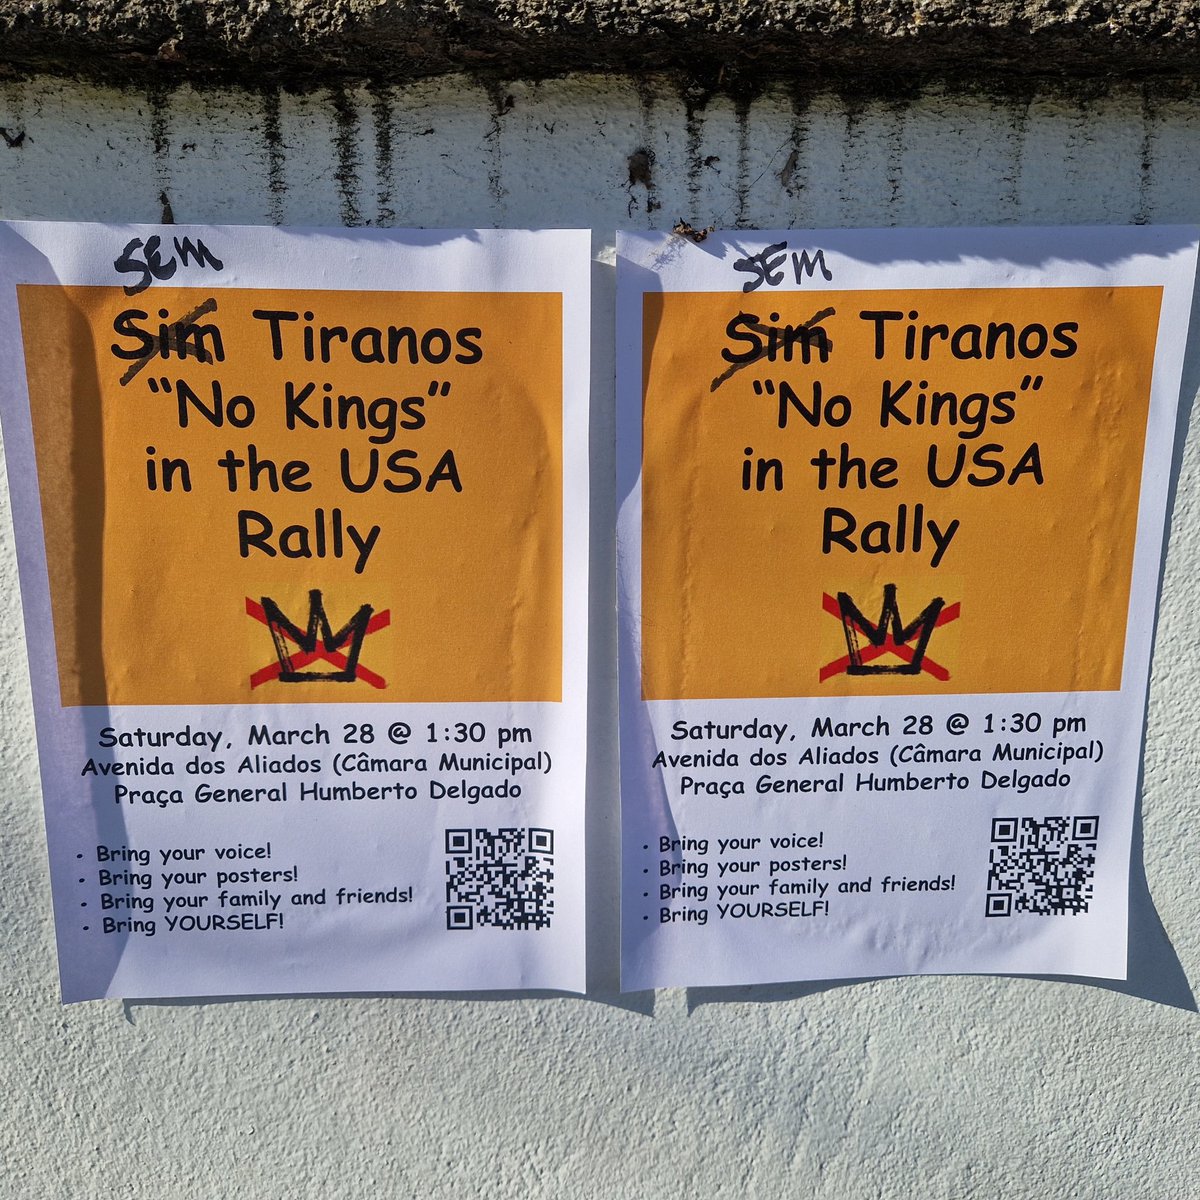 SEM
Sim Tiranos
"No Kings"
in the USA
Rally
Saturday, March 28 @ 1:30 pm
Avenida dos Aliados (Câmara Municipal)
Praça General Humberto Delgado
• Bring your voice!
• Bring your posters!
• Bring your family and friends!
• Bring YOURSELF!
SEM
Sim Tiranos
"No Kings"
in the USA
Rally
Saturday, March 28 @ 1:30 pm
Avenida dos Aliados (Câmara Municipal)
Praça General Humberto Delgado
• Bring your voice!
• Bring your posters!
• Bring your family and friends!
• Bring YOURSELF!